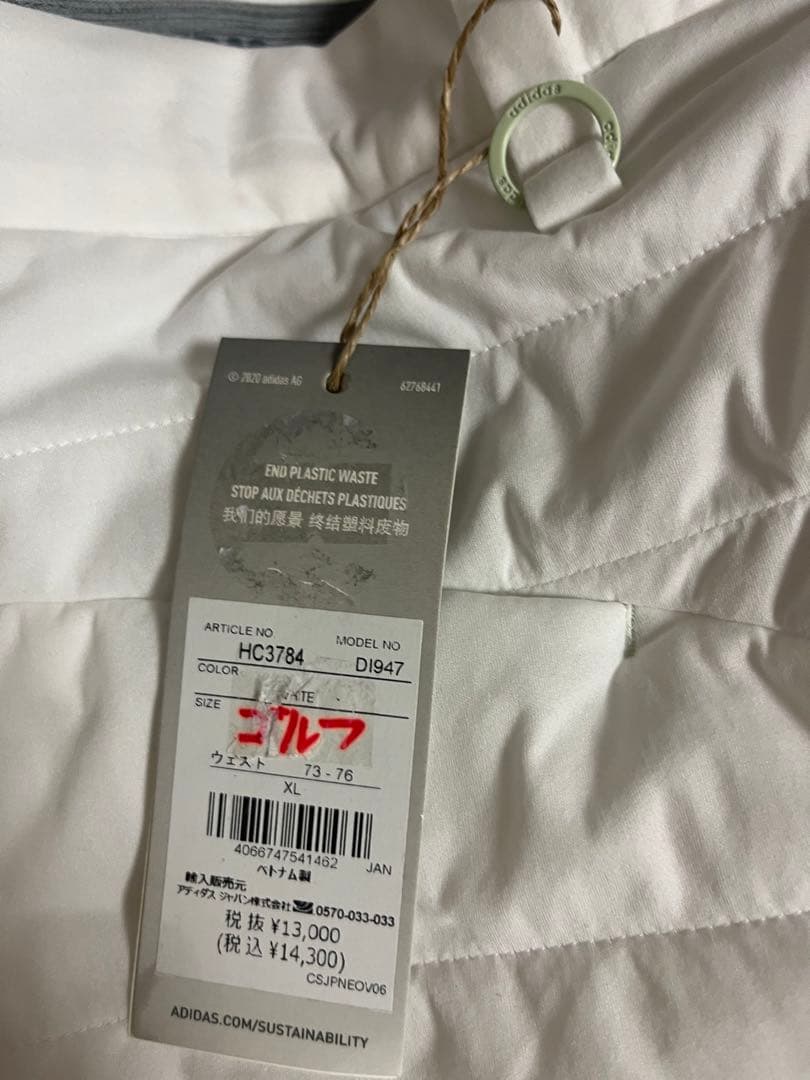 adidas
© 2020 adidas AG
62768441
END PLASTIC WASTE
STOP AUX DÉCHETS PLASTIQUES
我们的愿景 终结塑料废物
ARTICLE NO
MODEL NO
HC3784
DI947
COLOR
SIZE
ゴルフ
ウェスト 73 - 76
XL
4066747541462 JAN
ベトナム製
輸入販売元
アディダス ジャパン株式会社 0570-033-033
税 抜 ¥13,000
(税 込 ¥14,300)
CSJPNEOV06
ADIDAS.COM/SUSTAINABILITY